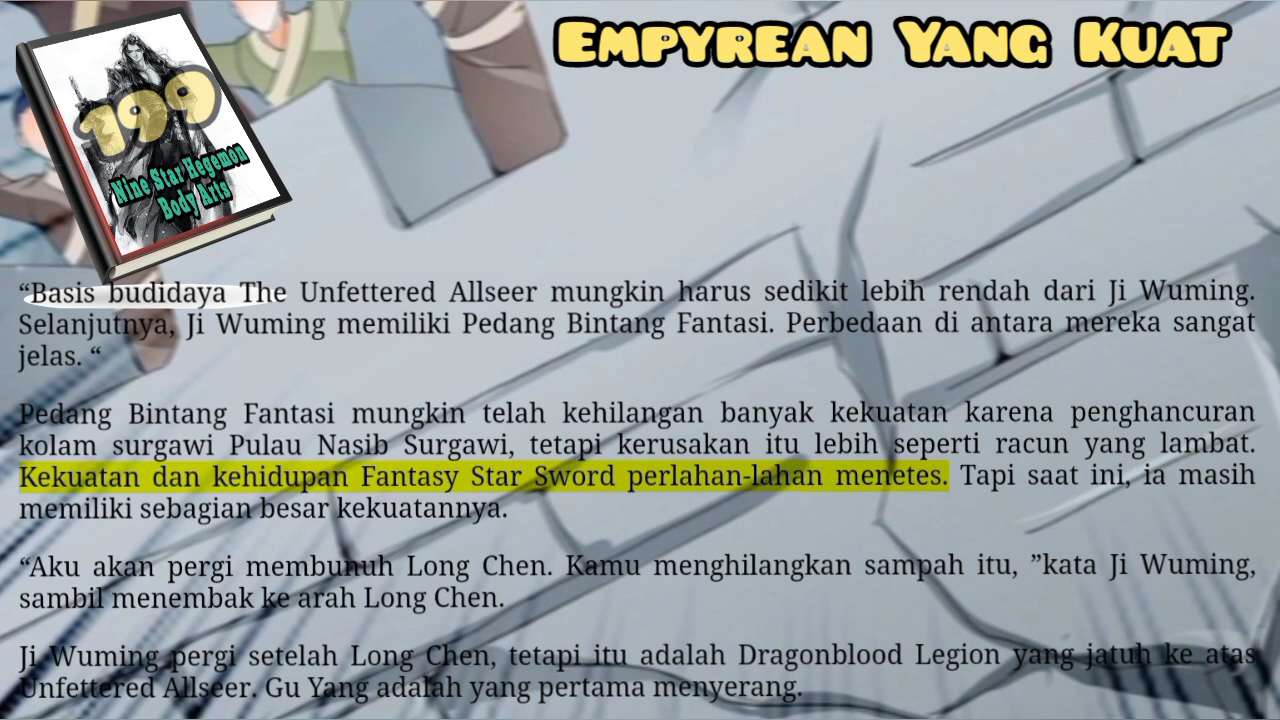 EMPYREAN YANG KUAT
199
Nine Star Hegemon
Body Arts
“Basis budidaya The Unfettered Allseer mungkin harus sedikit lebih rendah dari Ji Wuming.
Selanjutnya, Ji Wuming memiliki Pedang Bintang Fantasi. Perbedaan di antara mereka sangat
jelas. “
Pedang Bintang Fantasi mungkin telah kehilangan banyak kekuatan karena penghancuran
kolam surgawi Pulau Nasib Surgawi, tetapi kerusakan itu lebih seperti racun yang lambat.
Kekuatan dan kehidupan Fantasy Star Sword perlahan-lahan menetes. Tapi saat ini, ia masih
memiliki sebagian besar kekuatannya.
“Aku akan pergi membunuh Long Chen. Kamu menghilangkan sampah itu, ”kata Ji Wuming,
sambil menembak ke arah Long Chen.
Ji Wuming pergi setelah Long Chen, tetapi itu adalah Dragonblood Legion yang jatuh ke atas
Unfettered Allseer. Gu Yang adalah yang pertama menyerang.